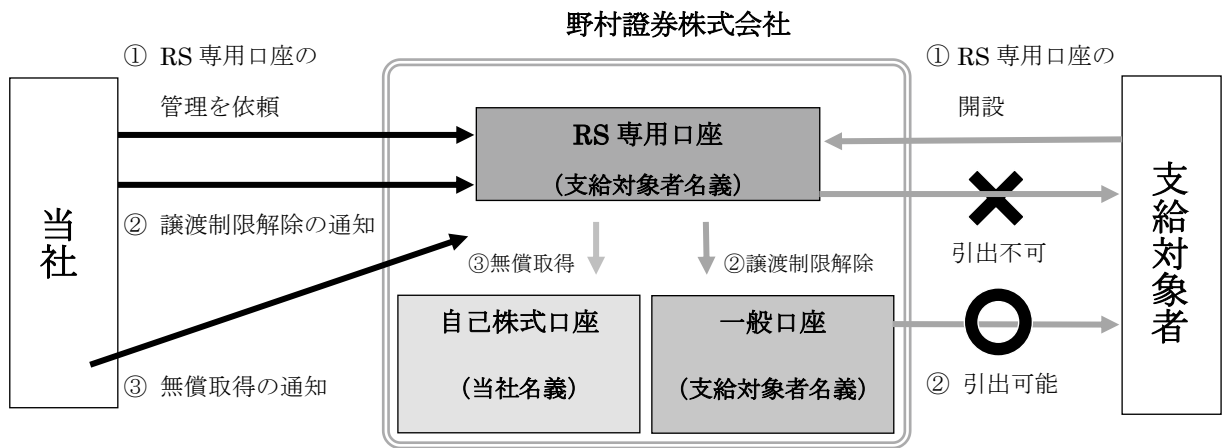 野村證券株式会社
① RS 専用口座の
管理を依頼
① RS 専用口座の
開設
当社
RS 専用口座
(支給対象者名義)
支給対象者
② 譲渡制限解除の通知
引出不可
③無償取得
②譲渡制限解除
自己株式口座
(当社名義)
一般口座
(支給対象者名義)
③ 無償取得の通知
② 引出可能